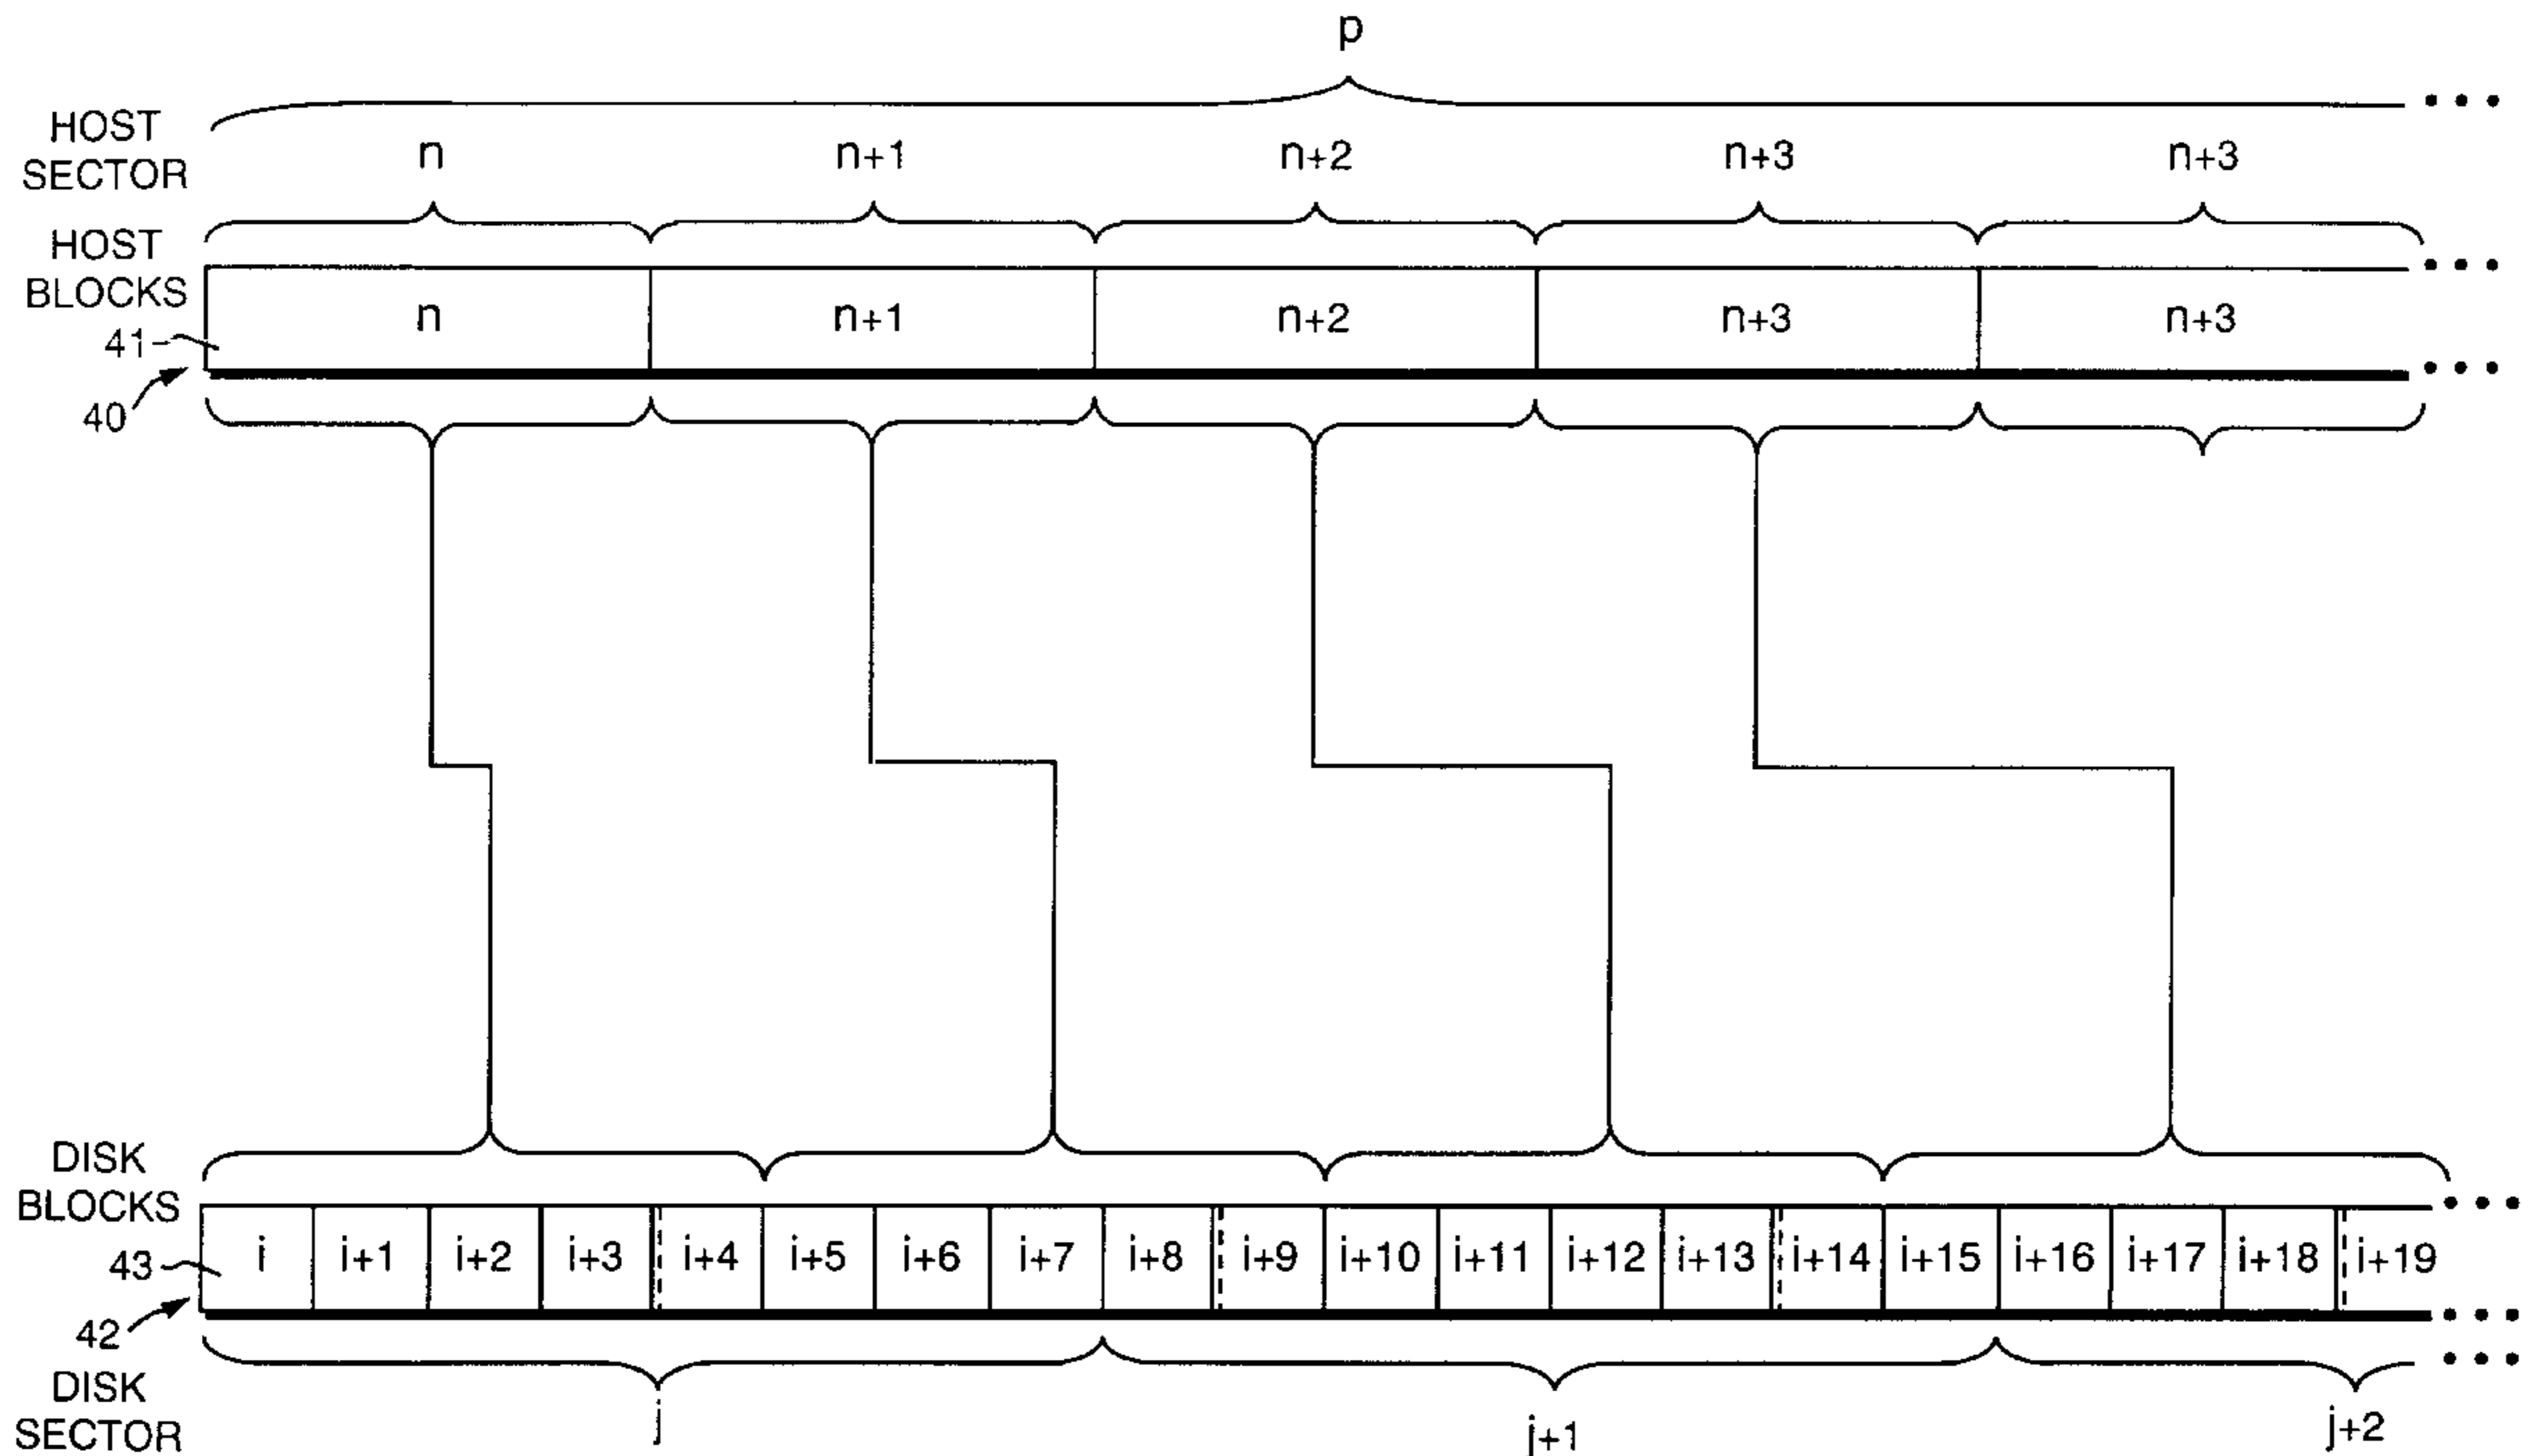 p
HOST
SECTOR
n n+1 n+2 n+3 n+3
HOST
BLOCKS
n n+1 n+2 n+3 n+3
41
40
DISK
BLOCKS
i i+1 i+2 i+3 i+4 i+5 i+6 i+7 i+8 i+9 i+10 i+11 i+12 i+13 i+14 i+15 i+16 i+17 i+18 i+19
43
42
DISK
SECTOR
j j+1 j+2